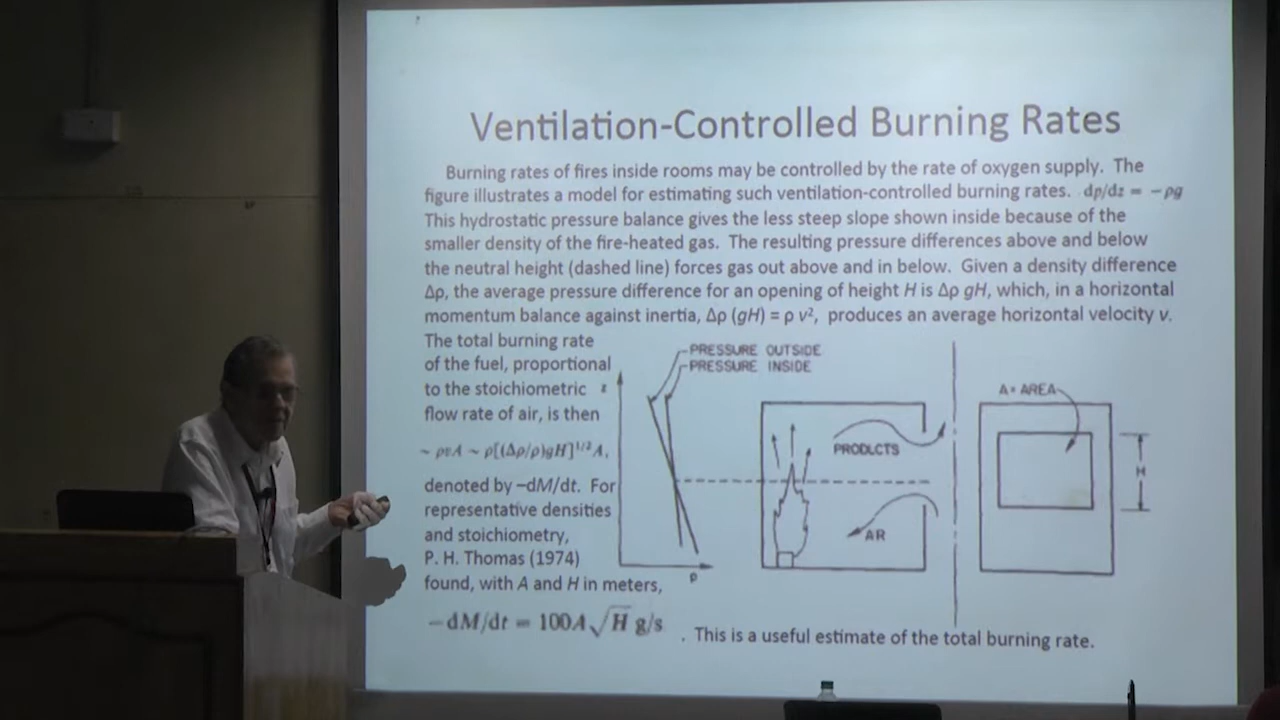 Ventilation-Controlled Burning Rates
Burning rates of fires inside rooms may be controlled by the rate of oxygen supply. The
figure illustrates a model for estimating such ventilation-controlled burning rates. dp/dz = −ρg
This hydrostatic pressure balance gives the less steep slope shown inside because of the
smaller density of the fire-heated gas. The resulting pressure differences above and below
the neutral height (dashed line) forces gas out above and in below. Given a density difference
Δρ, the average pressure difference for an opening of height H is Δρ gH, which, in a horizontal
momentum balance against inertia, Δρ (gH) = ρ v², produces an average horizontal velocity v.
The total burning rate
of the fuel, proportional
to the stoichiometric
flow rate of air, is then
~ ρvA ~ ρ[(Δρ/ρ)gH]¹/²A,
denoted by –dM/dt. For
representative densities
and stoichiometry,
P. H. Thomas (1974)
found, with A and H in meters,
−dM/dt = 100A√H g/s
. This is a useful estimate of the total burning rate.
PRESSURE OUTSIDE
PRESSURE INSIDE
z
p
PRODLCTS
AR
A = AREA
H